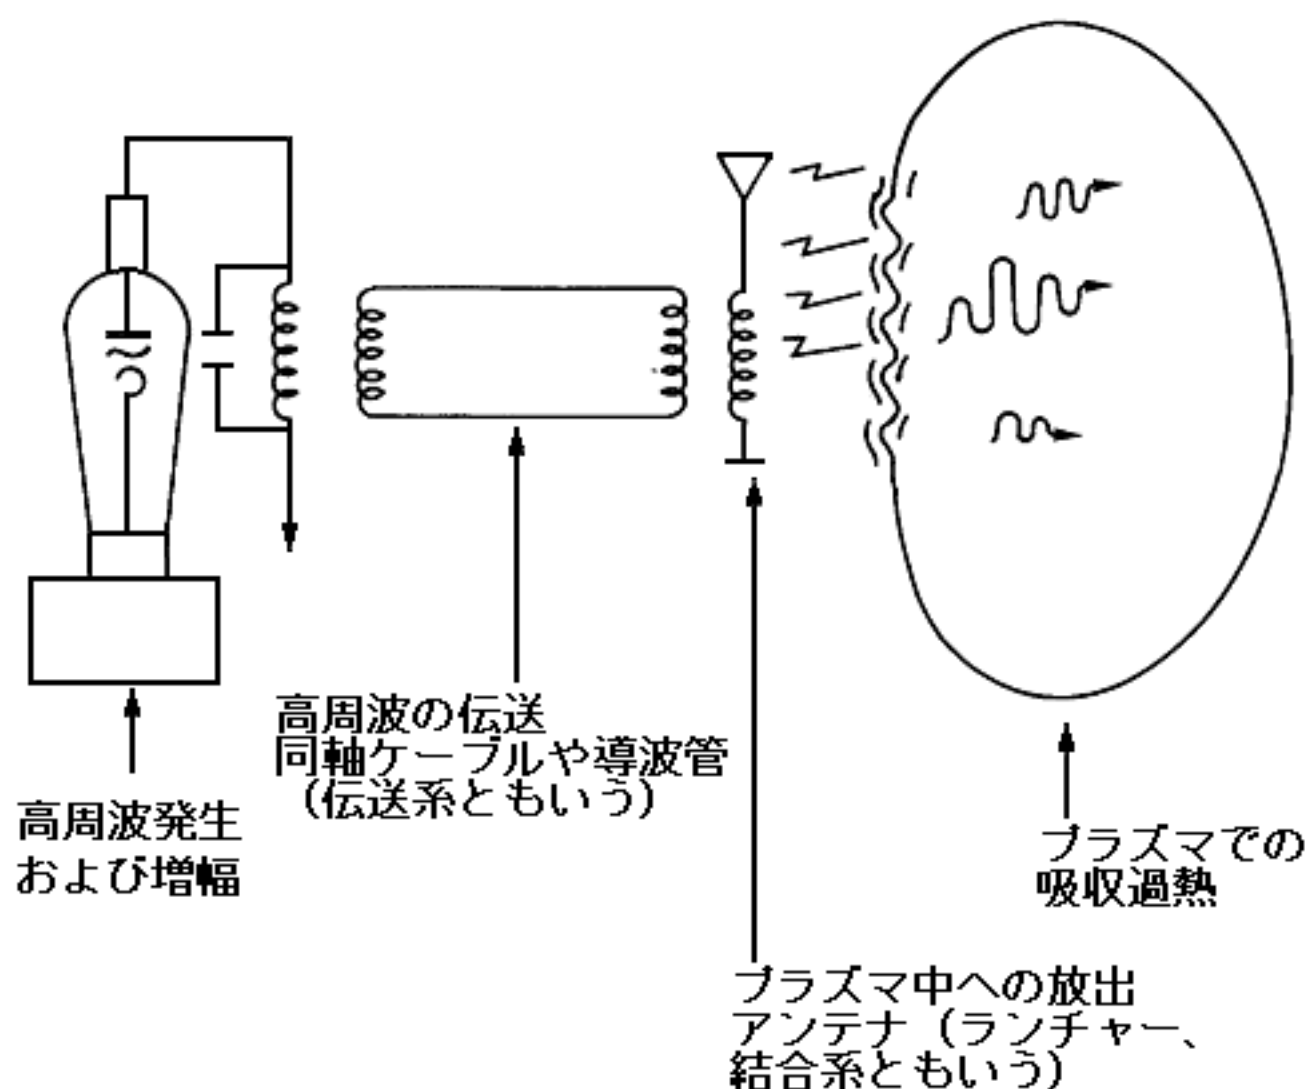 高周波発生
および増幅
高周波の伝送
同軸ケーブルや導波管
（伝送系ともいう）
プラズマ中への放出
アンテナ（ランチャー、
結合系ともいう）
プラズマでの
吸収過熱